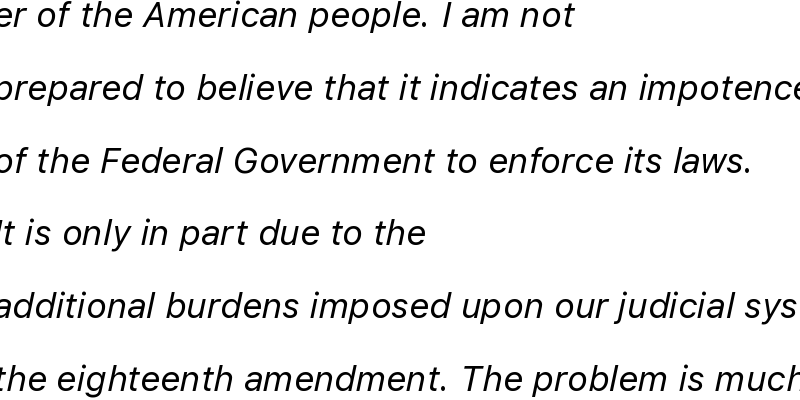 er of the American people. I am not
prepared to believe that it indicates an impotence
of the Federal Government to enforce its laws.
It is only in part due to the
additional burdens imposed upon our judicial sys
the eighteenth amendment. The problem is much